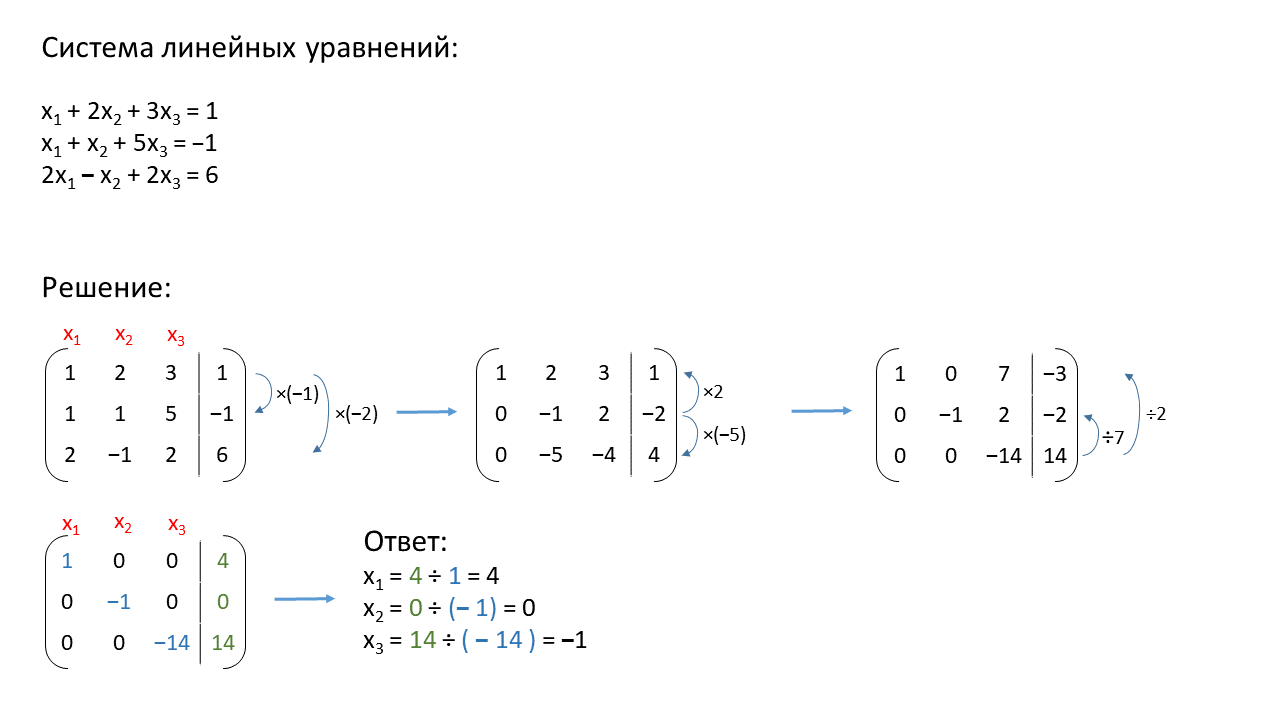 Система линейных уравнений:
x₁ + 2x₂ + 3x₃ = 1
x₁ + x₂ + 5x₃ = −1
2x₁ − x₂ + 2x₃ = 6
Решение:
x₁ x₂ x₃
1 2 3 | 1
1 1 5 | −1
2 −1 2 | 6
×(−1)
×(−2)
1 2 3 | 1
0 −1 2 | −2
0 −5 −4 | 4
×2
×(−5)
1 0 7 | −3
0 −1 2 | −2
0 0 −14 | 14
÷7
÷2
x₁ x₂ x₃
1 0 0 | 4
0 −1 0 | 0
0 0 −14 | 14
Ответ:
x₁ = 4 ÷ 1 = 4
x₂ = 0 ÷ (− 1) = 0
x₃ = 14 ÷ ( − 14 ) = −1